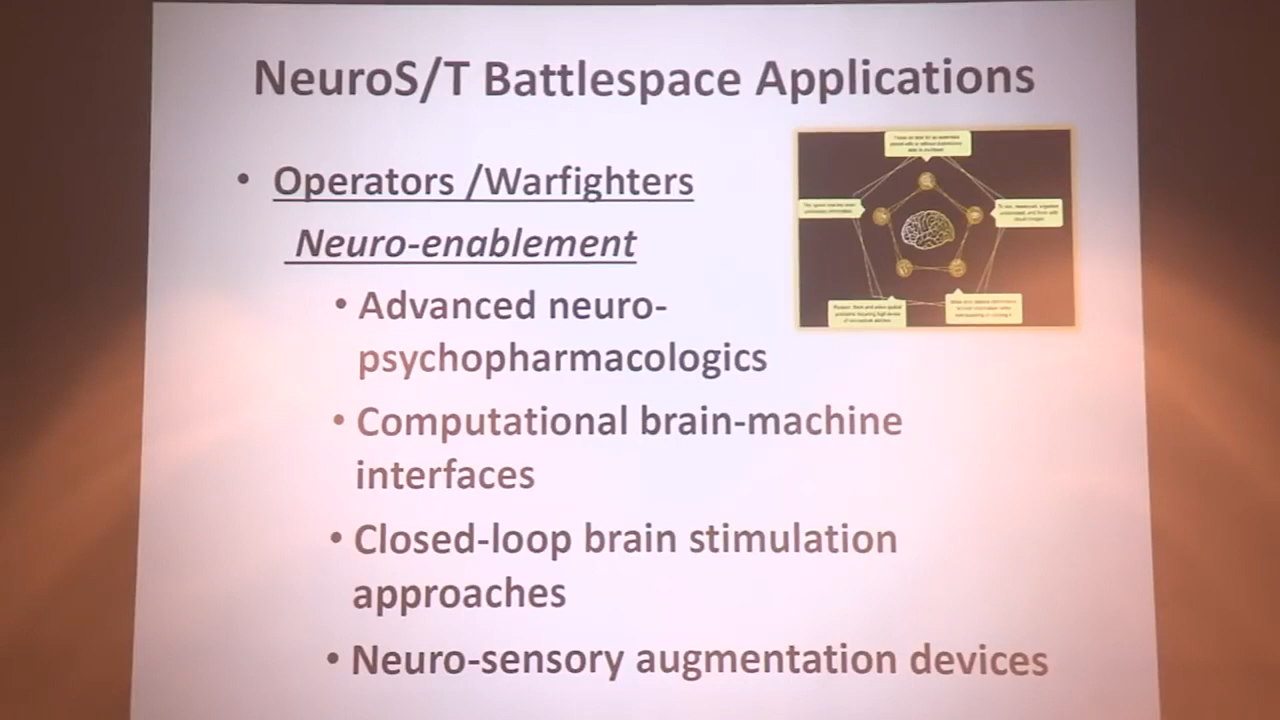 NeuroS/T Battlespace Applications
• Operators /Warfighters
Neuro-enablement
• Advanced neuro-
psychopharmacologics
• Computational brain-machine
interfaces
• Closed-loop brain stimulation
approaches
• Neuro-sensory augmentation devices